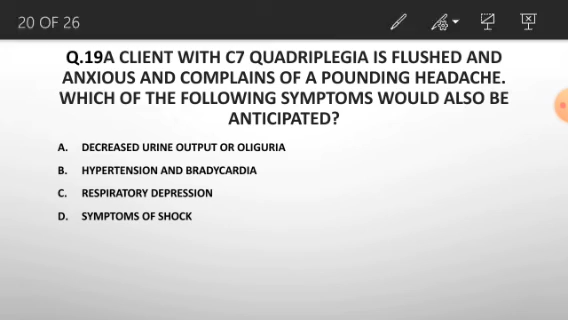 20 OF 26
Q.19A CLIENT WITH C7 QUADRIPLEGIA IS FLUSHED AND
ANXIOUS AND COMPLAINS OF A POUNDING HEADACHE.
WHICH OF THE FOLLOWING SYMPTOMS WOULD ALSO BE
ANTICIPATED?
A. DECREASED URINE OUTPUT OR OLIGURIA
B. HYPERTENSION AND BRADYCARDIA
C. RESPIRATORY DEPRESSION
D. SYMPTOMS OF SHOCK